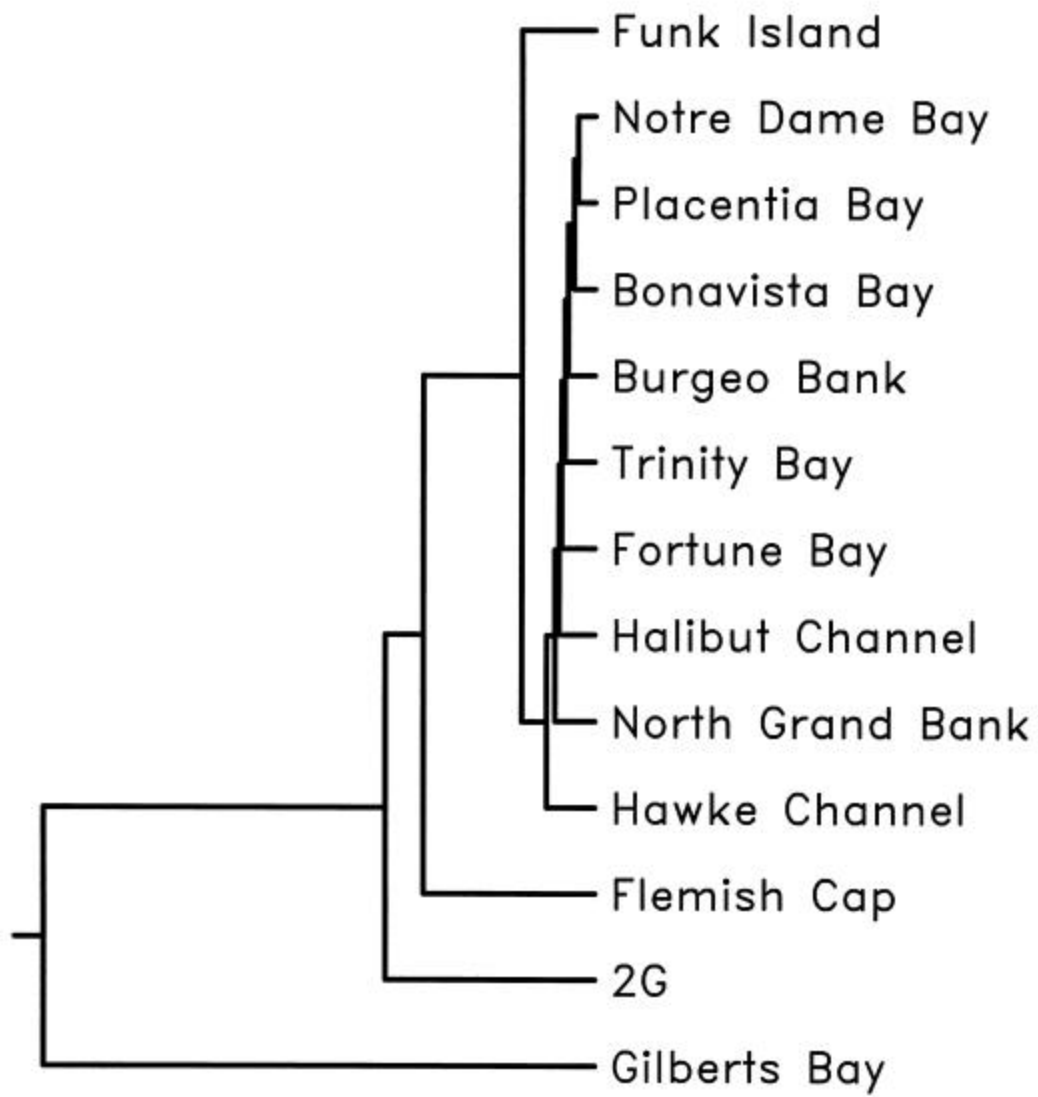 Funk Island
Notre Dame Bay
Placentia Bay
Bonavista Bay
Burgeo Bank
Trinity Bay
Fortune Bay
Halibut Channel
North Grand Bank
Hawke Channel
Flemish Cap
2G
Gilberts Bay